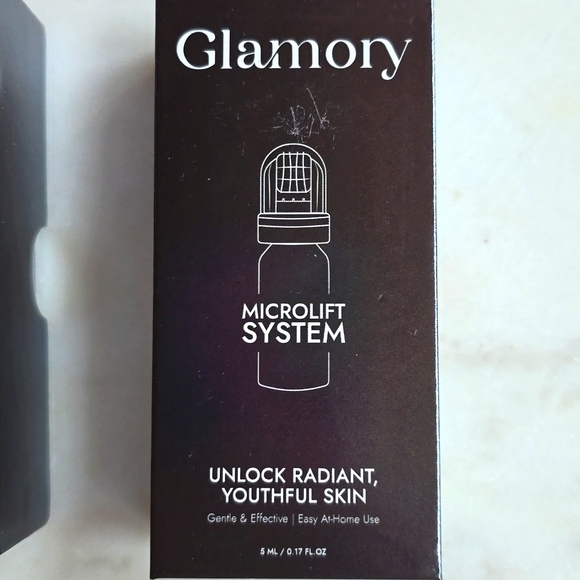 Glamory
MICROLIFT
SYSTEM
UNLOCK RADIANT,
YOUTHFUL SKIN
Gentle & Effective | Easy At-Home Use
5 ML / 0.17 FL.OZ